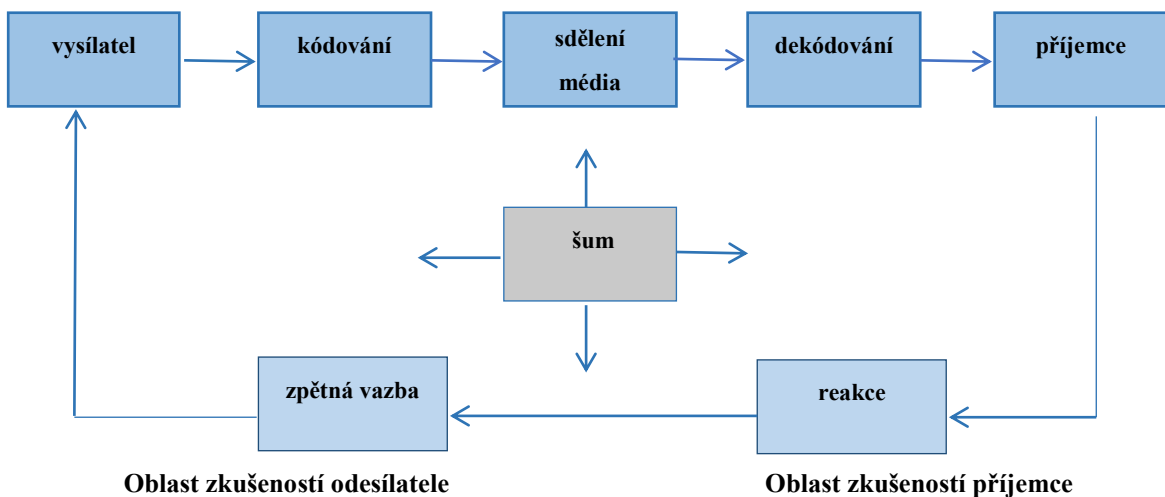 vysílatel
kódování
sdělení
média
dekódování
příjemce
šum
zpětná vazba
reakce
Oblast zkušeností odesílatele
Oblast zkušeností příjemce